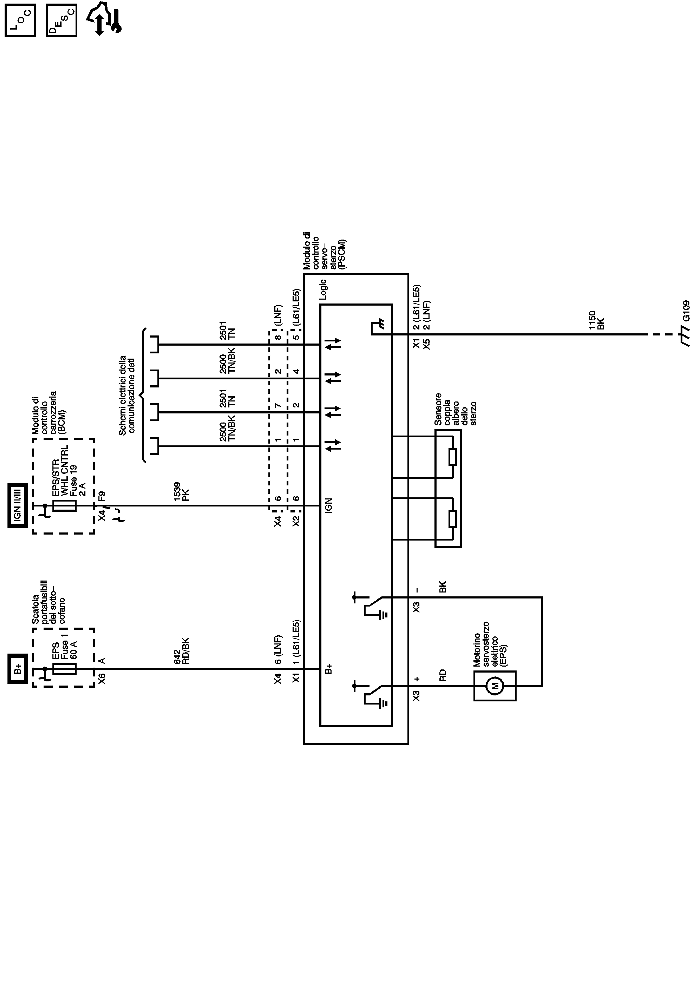 LOC
DESC
B+
Scatola
portafusibili
del sotto-
cofano
EPS
Fuse 1
60 A
X6
A
642
RD/BK
X4
6 (LNF)
X1
1 (L61/LE5)
B+
IGN II/III
Modulo di
controllo
carrozzeria
(BCM)
EPS/STR
WHL CNTRL
Fuse 19
2 A
X4
F9
1539
PK
X4
6
X2
6
IGN
Schemi elettrici della
comunicazione dati
2500
TN/BK
2501
TN
2500
TN/BK
2501
TN
1
7
2
8
(LNF)
1
2
4
5
(L61/LE5)
Modulo di
controllo
servo-
sterzo
(PSCM)
Logic
X3
+
RD
X3
-
BK
Motorino
servosterzo
elettrico
(EPS)
M
Sensore
coppia
albero
dello
sterzo
X1
2 (L61/LE5)
X5
2 (LNF)
1150
BK
G109